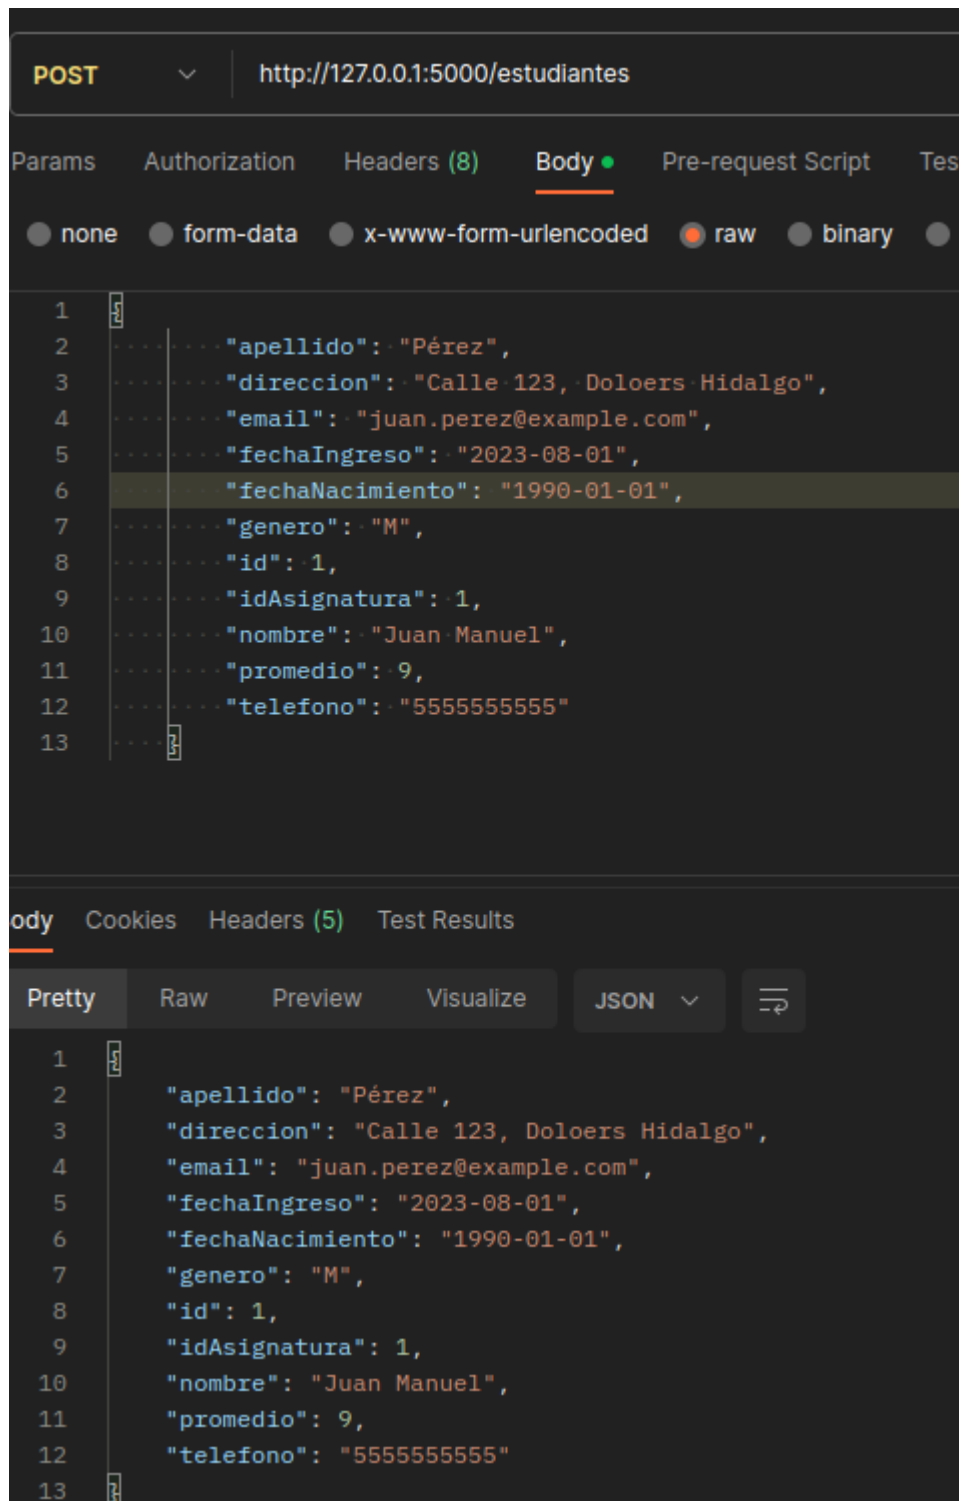 POST http://127.0.0.1:5000/estudiantes
Params Authorization Headers (8) Body Pre-request Script Tes
none form-data x-www-form-urlencoded raw binary
1 {
2 "apellido": "Pérez",
3 "direccion": "Calle 123, Doloers Hidalgo",
4 "email": "juan.perez@example.com",
5 "fechaIngreso": "2023-08-01",
6 "fechaNacimiento": "1990-01-01",
7 "genero": "M",
8 "id": 1,
9 "idAsignatura": 1,
10 "nombre": "Juan Manuel",
11 "promedio": 9,
12 "telefono": "5555555555"
13 }
ody Cookies Headers (5) Test Results
Pretty Raw Preview Visualize JSON
1 {
2 "apellido": "Pérez",
3 "direccion": "Calle 123, Doloers Hidalgo",
4 "email": "juan.perez@example.com",
5 "fechaIngreso": "2023-08-01",
6 "fechaNacimiento": "1990-01-01",
7 "genero": "M",
8 "id": 1,
9 "idAsignatura": 1,
10 "nombre": "Juan Manuel",
11 "promedio": 9,
12 "telefono": "5555555555"
13 }